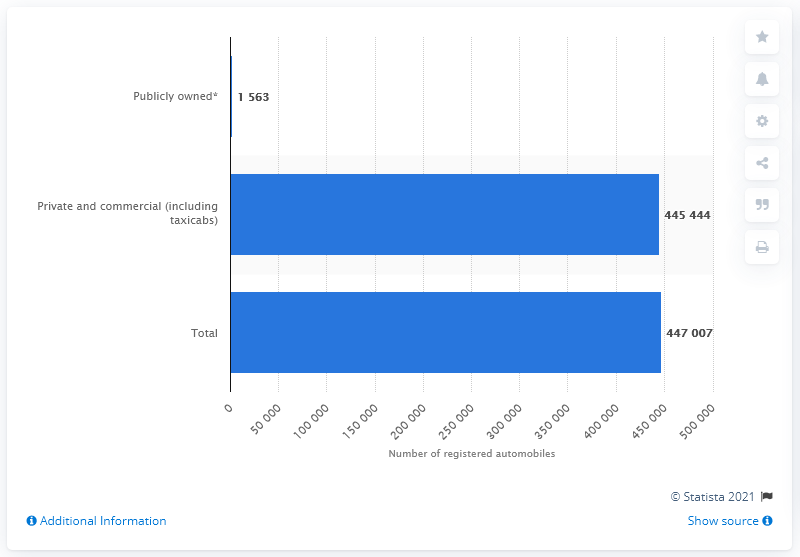 Publicly owned*
1 563
Private and commercial (including
taxicabs)
445 444
Total
447 007
0
50 000
100 000
150 000
200 000
250 000
300 000
350 000
400 000
450 000
500 000
Number of registered automobiles
© Statista 2021
Additional Information
Show source